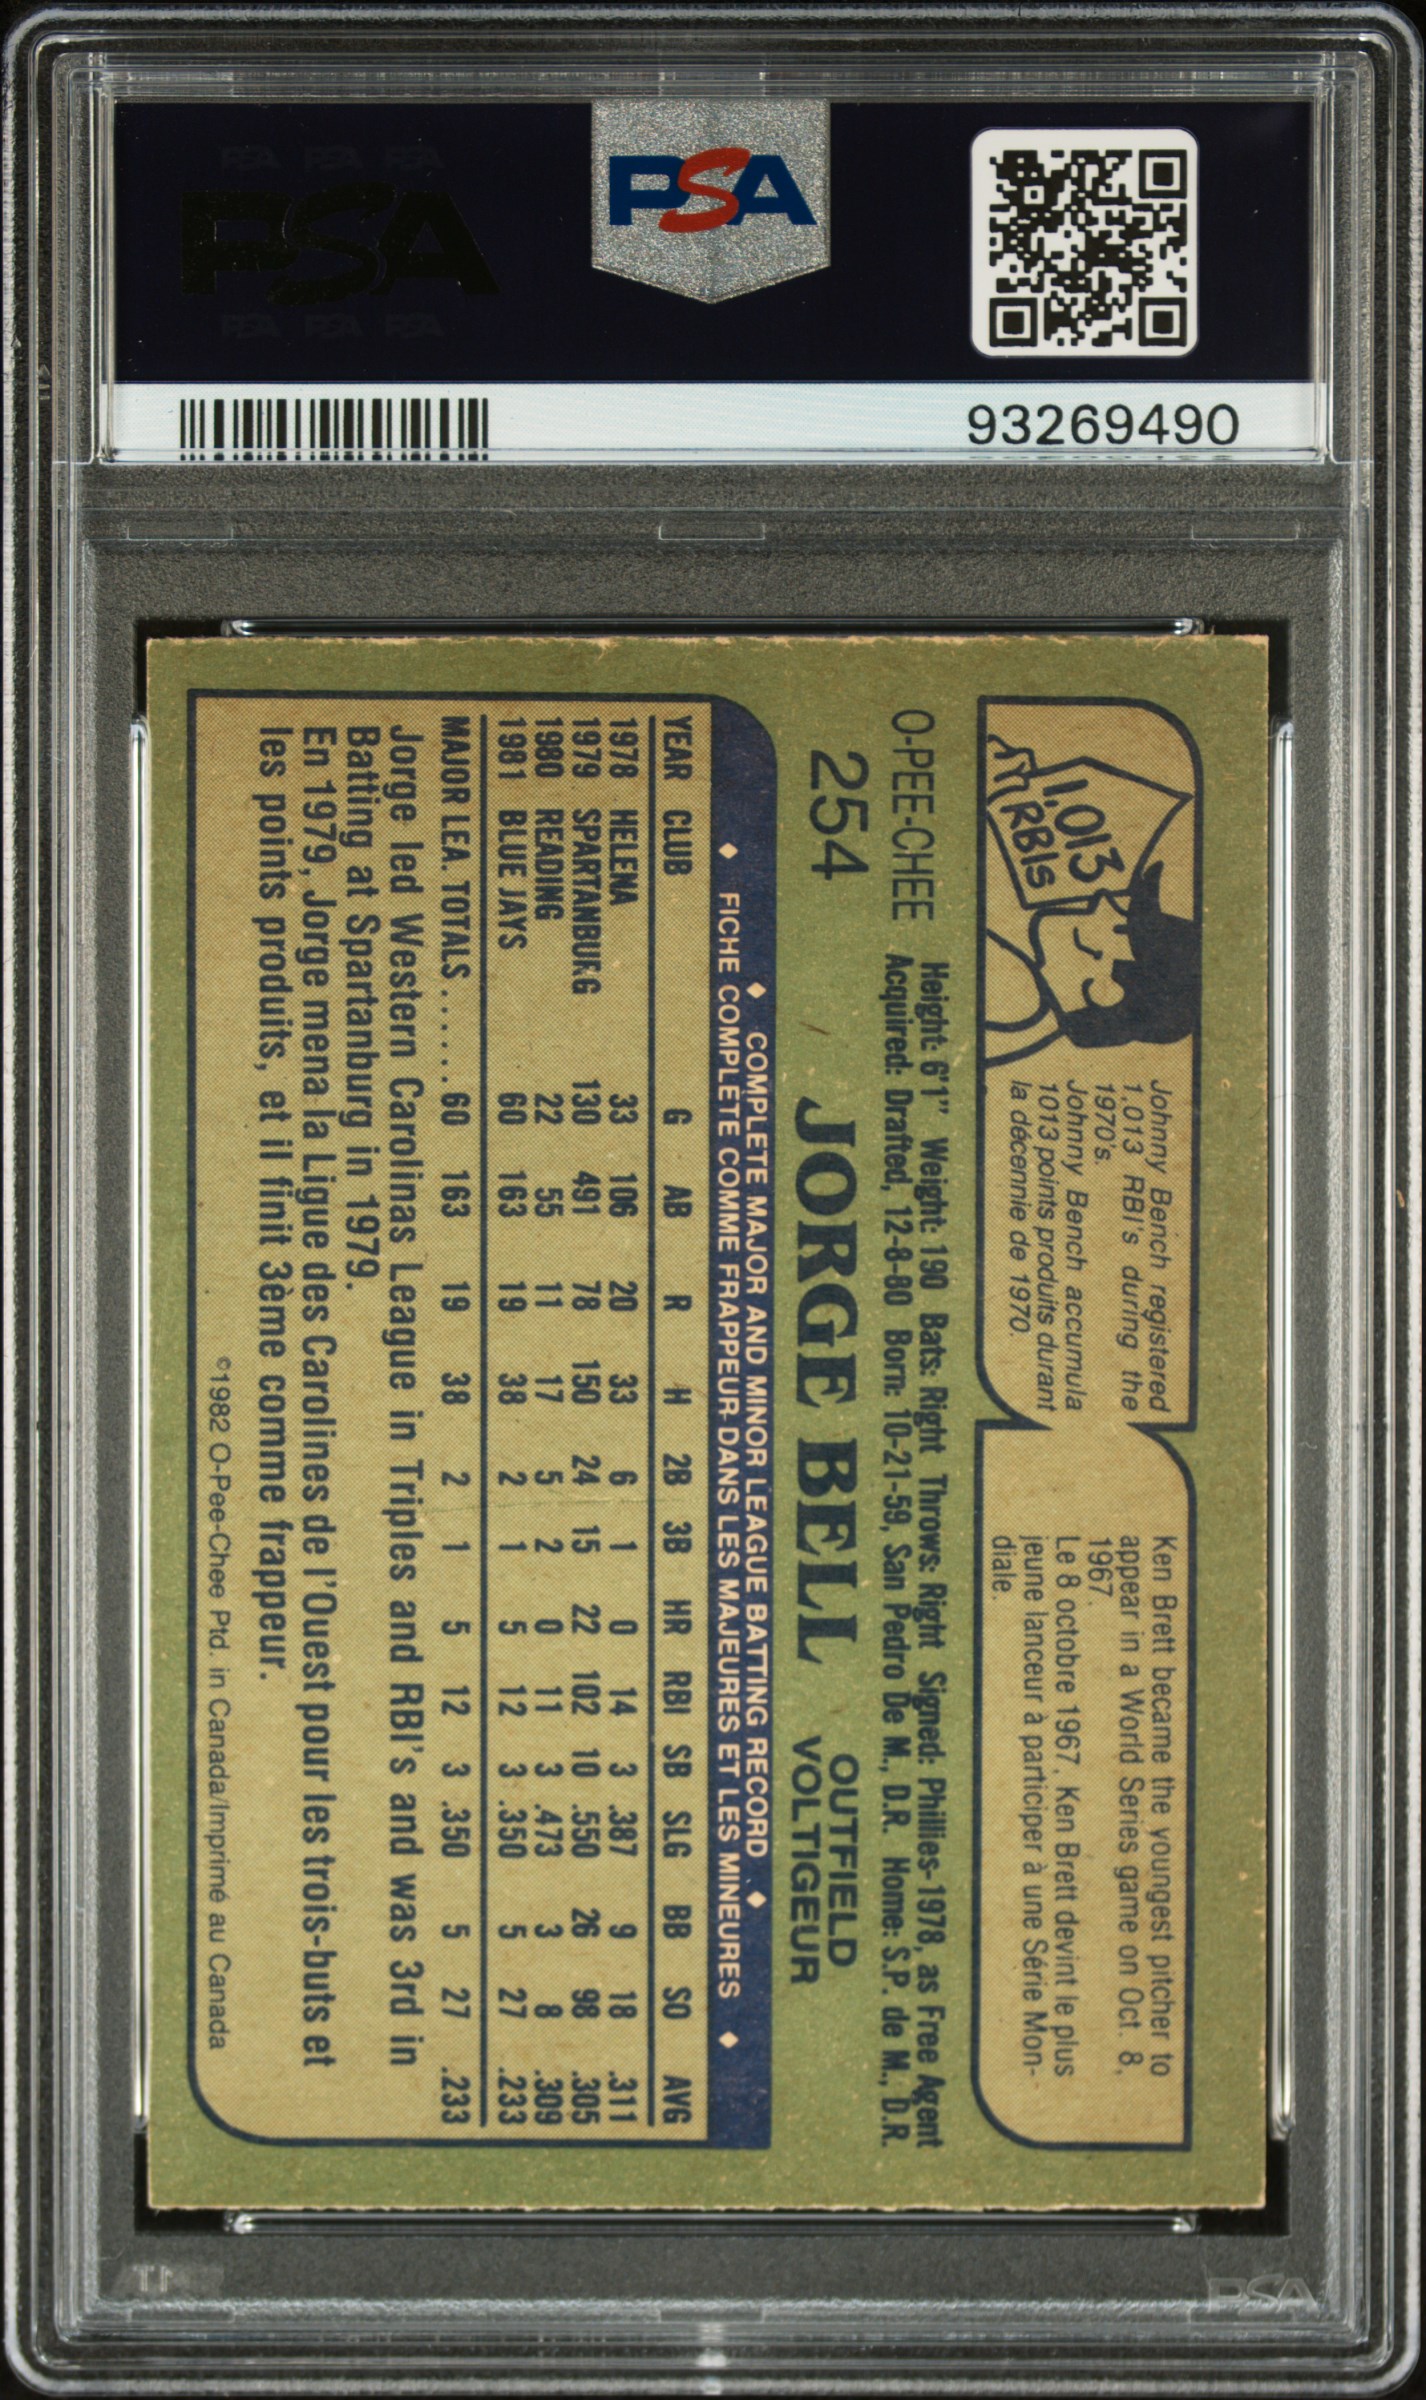 PSA PSA PSA
PSA
PSA PSA PSA
PSA
93269490
1,013
RBIs
Johnny Bench registered
1,013 RBI's during the
1970's.
Johnny Bench accumula
1013 points produits durant
la décennie de 1970.
Ken Brett became the youngest pitcher to
appear in a World Series game on Oct. 8,
1967.
Le 8 octobre 1967, Ken Brett devint le plus
jeune lanceur à participer à une Série Mon-
diale.
O-PEE-CHEE
254
Height: 6'1" Weight: 190 Bats: Right Throws: Right Signed: Phillies-1978, as Free Agent
Acquired: Drafted, 12-8-80 Born: 10-21-59, San Pedro De M., D.R. Home: S.P. de M., D.R.
JORGE BELL
OUTFIELD
VOLTIGEUR
♦ COMPLETE MAJOR AND MINOR LEAGUE BATTING RECORD ♦
♦ FICHE COMPLETE COMME FRAPPEUR DANS LES MAJEURES ET LES MINEURES ♦
YEAR CLUB G AB R H 2B 3B HR RBI SB SLG BB SO AVG
1978 HELENA 33 106 20 33 6 1 0 14 3 .387 9 18 .311
1979 SPARTANBURG 130 491 78 150 24 15 22 102 10 .550 26 98 .305
1980 READING 22 55 11 17 5 2 0 11 3 .473 3 8 .309
1981 BLUE JAYS 60 163 19 38 2 1 5 12 3 .350 5 27 .233
MAJOR LEA. TOTALS ...... 60 163 19 38 2 1 5 12 3 .350 5 27 .233
Jorge led Western Carolinas League in Triples and RBI's and was 3rd in
Batting at Spartanburg in 1979.
En 1979, Jorge mena la Ligue des Carolines de l'Ouest pour les trois-buts et
les points produits, et il finit 3ème comme frappeur.
©1982 O-Pee-Chee Ptd. in Canada/Imprimé au Canada
PSA